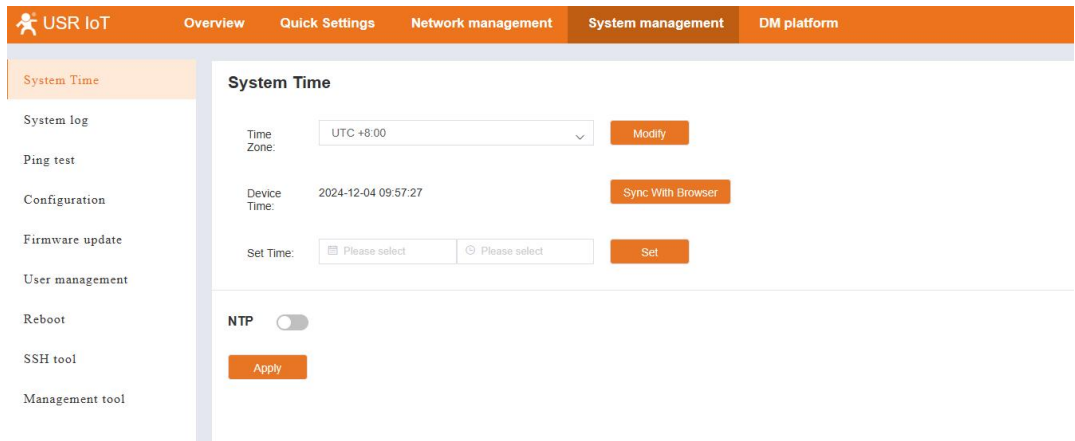 USR IoT
Overview
Quick Settings
Network management
System management
DM platform
System Time
System log
Ping test
Configuration
Firmware update
User management
Reboot
SSH tool
Management tool
System Time
Time
Zone:
UTC +8:00
Modify
Device
Time:
2024-12-04 09:57:27
Sync With Browser
Set Time:
Please select
Please select
Set
NTP
Apply